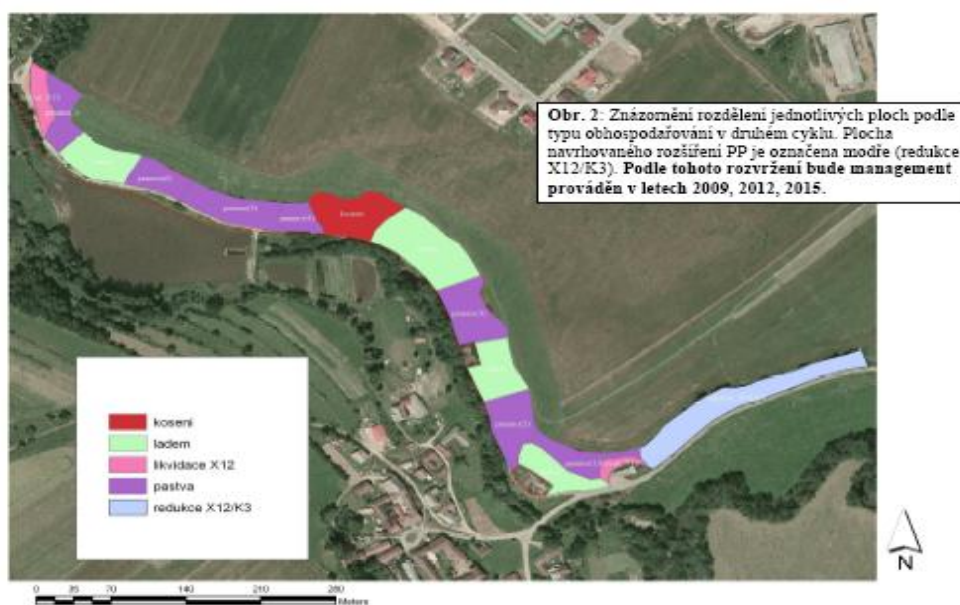 Obr. 2: Znázornění rozdělení jednotlivých ploch podle
typu obhospodařování v druhém cyklu. Plocha
navrhovaného rozšíření PP je označena modře (redukce
X12/K3). Podle tohoto rozvržení bude management
prováděn v letech 2009, 2012, 2015.
kosení
kosení
ladem
likvidace X12
pastva
redukce X12/K3
N
0 35 70 140 210 280
Meters